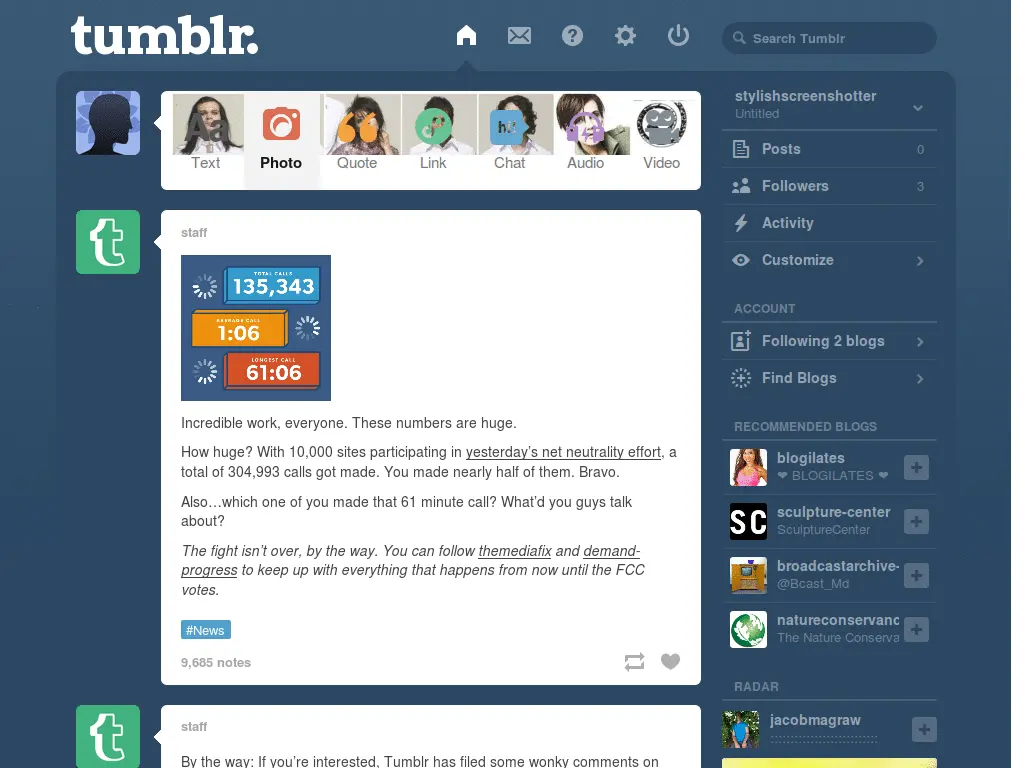 tumblr.
Search Tumblr
Aa
Text
Photo
Quote
Link
Chat
Audio
Video
staff
TOTAL CALLS
135,343
AVERAGE CALL
1:06
LONGEST CALL
61:06
Incredible work, everyone. These numbers are huge.
How huge? With 10,000 sites participating in yesterday's net neutrality effort, a
total of 304,993 calls got made. You made nearly half of them. Bravo.
Also…which one of you made that 61 minute call? What'd you guys talk
about?
The fight isn't over, by the way. You can follow themediafix and demand-
progress to keep up with everything that happens from now until the FCC
votes.
#News
9,685 notes
staff
By the way: If you're interested, Tumblr has filed some wonky comments on
stylishscreenshotter
Untitled
Posts 0
Followers 3
Activity
Customize
ACCOUNT
Following 2 blogs
Find Blogs
RECOMMENDED BLOGS
blogilates
❤ BLOGILATES ❤
SC
sculpture-center
SculptureCenter
broadcastarchive-
@Bcast_Md
natureconservanc
The Nature Conserva
RADAR
jacobmagraw